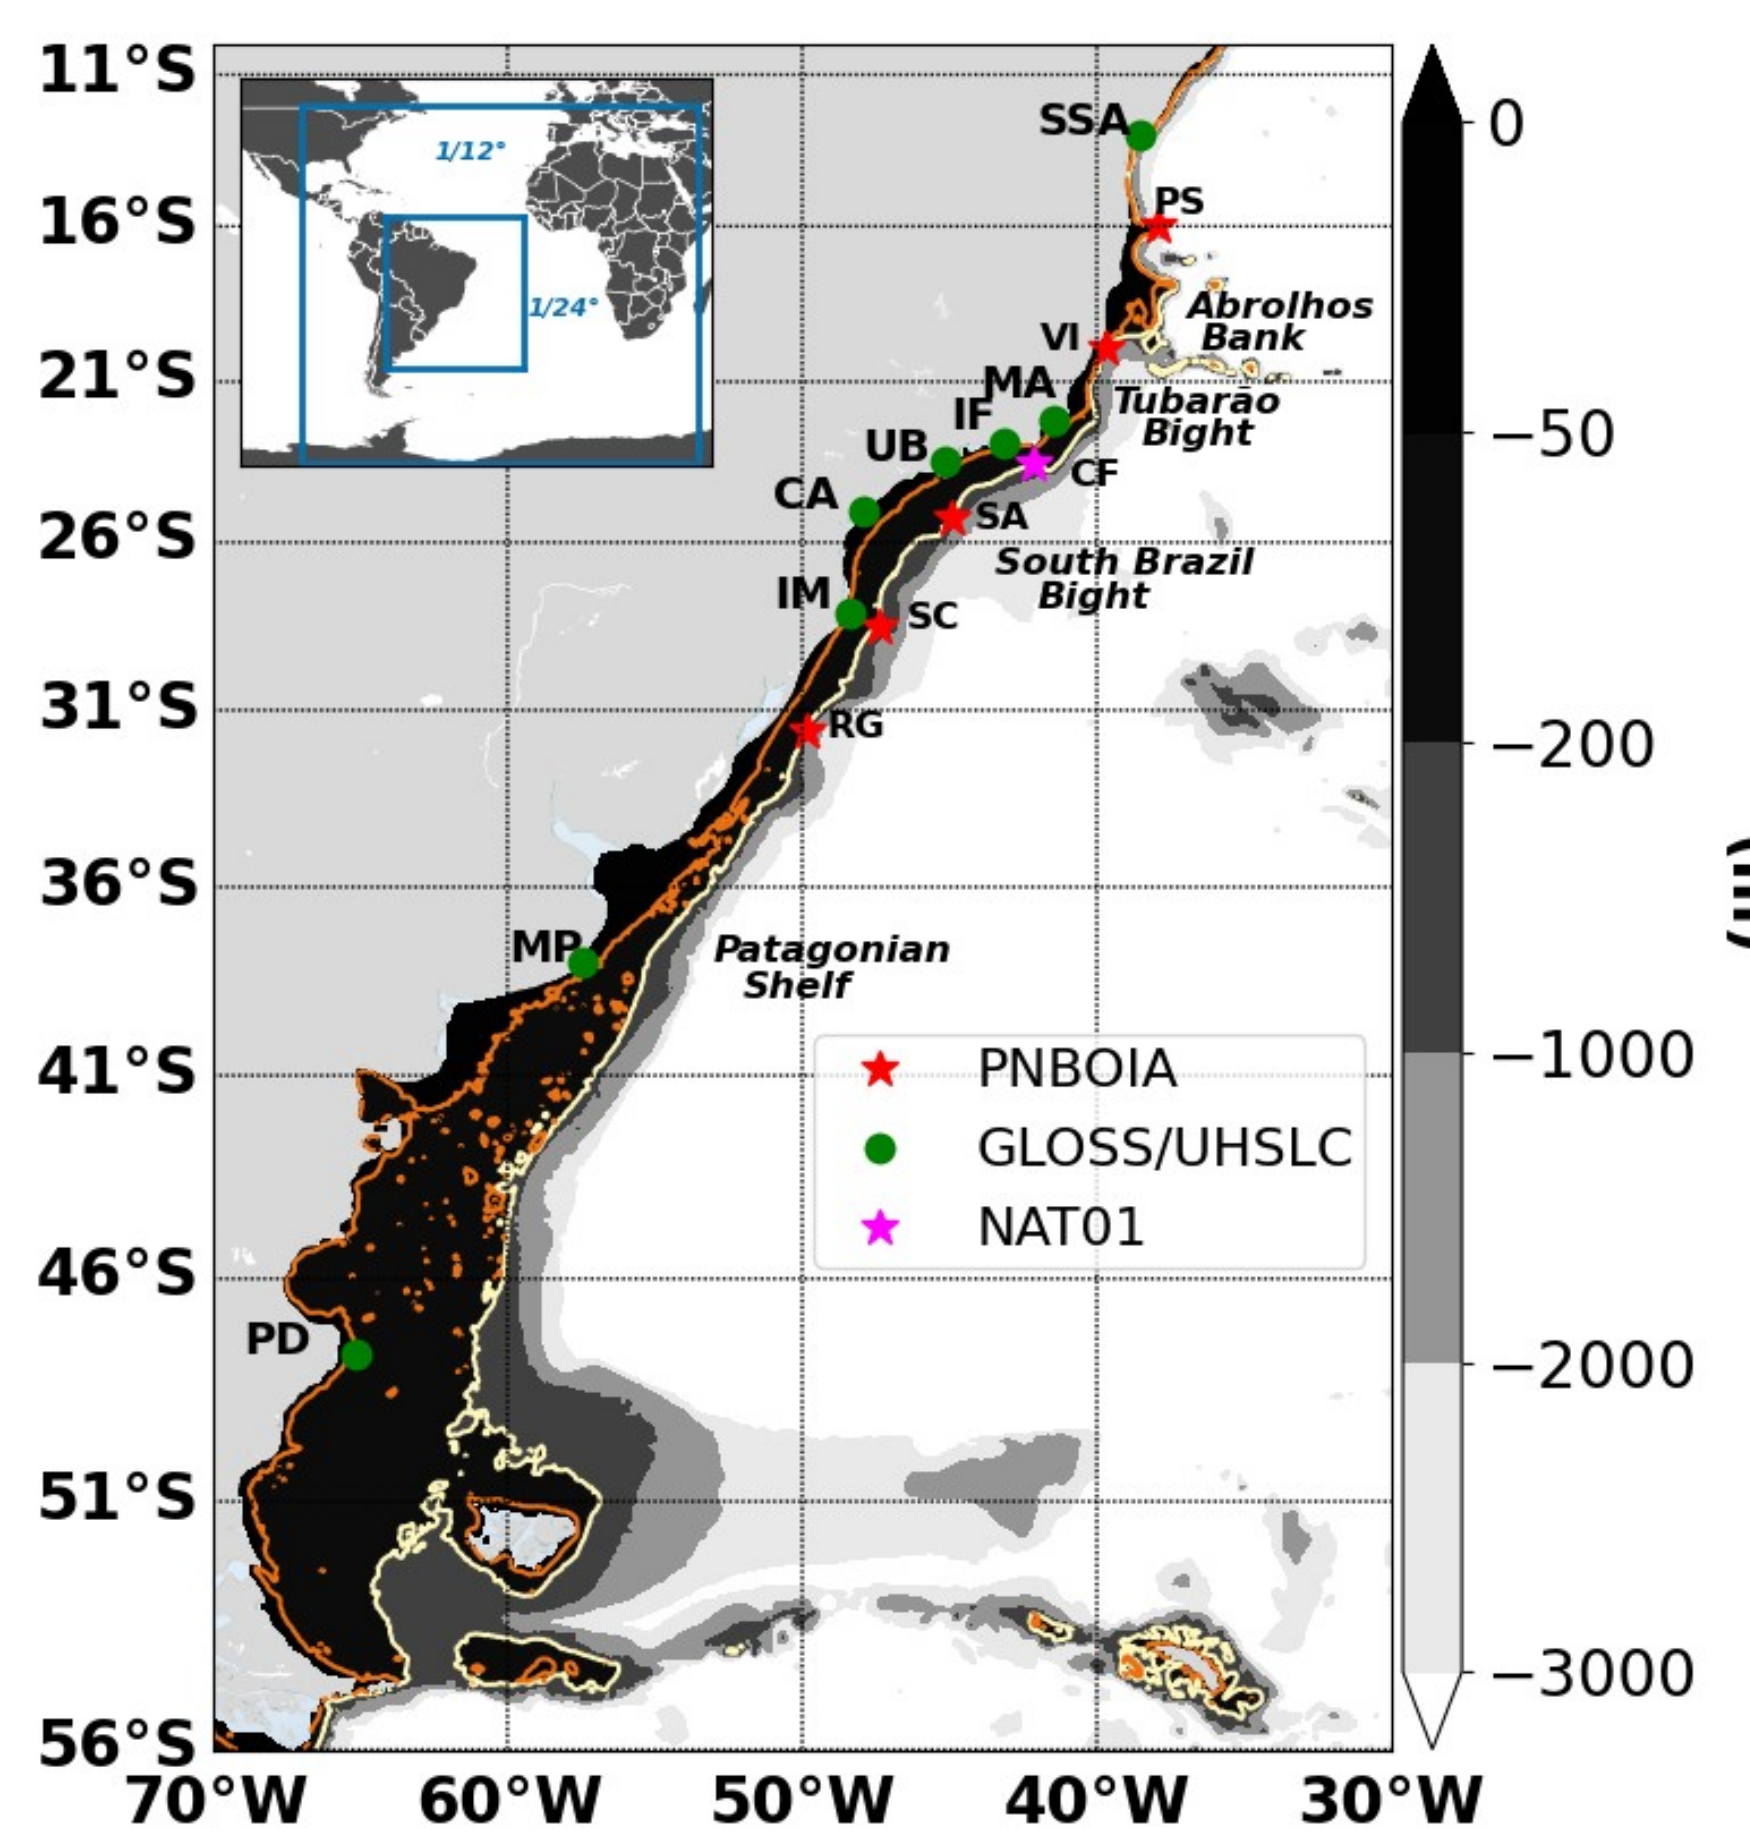 11°S
16°S
21°S
26°S
31°S
36°S
41°S
46°S
51°S
56°S
70°W
60°W
50°W
40°W
30°W
1/12°
1/24°
SSA
PS
Abrolhos
Bank
VI
MA
Tubarão
Bight
IF
UB
CF
CA
SA
South Brazil
Bight
IM
SC
RG
MP
Patagonian
Shelf
PD
PNBOIA
GLOSS/UHSLC
NAT01
0
−50
−200
−1000
−2000
−3000